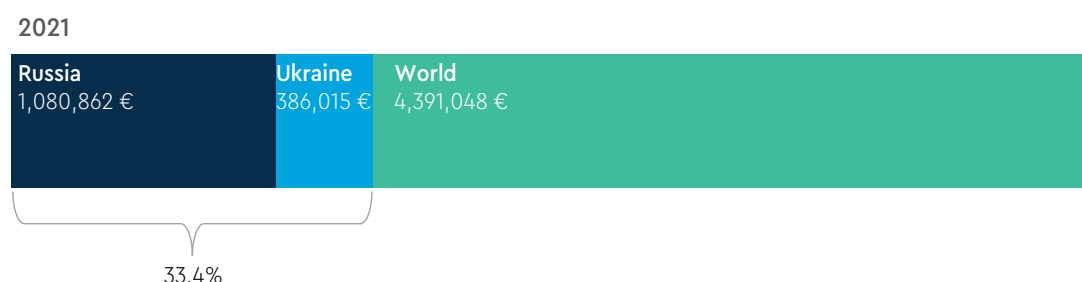 2021
Russia
1,080,862 €
Ukraine
386,015 €
World
4,391,048 €
33,4%